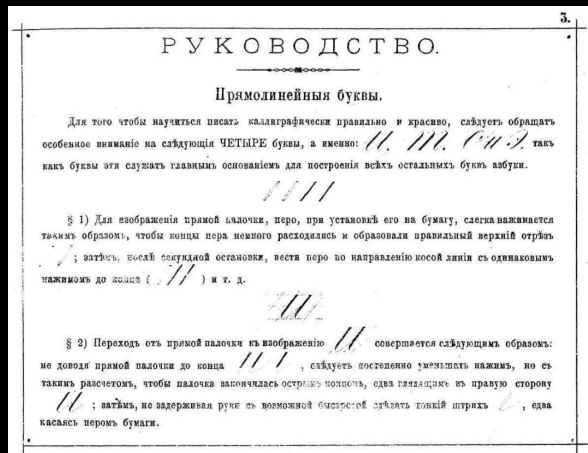 3.
РУКОВОДСТВО.
Прямолинейныя буквы.
Для того чтобы научиться писать каллиграфически правильно и красиво, слѣдуетъ обращать
особенное вниманіе на слѣдующія ЧЕТЫРЕ буквы, а именно: И. Т. С и Э. такъ
какъ буквы эти служатъ главнымъ основаніемъ для построенія всѣхъ остальныхъ буквъ азбуки.
§ 1) Для изображенія прямой палочки, перо, при установкѣ его на бумагу, слегка нажимается
такимъ образомъ, чтобы концы пера немного расходились и образовали правильный верхній отрѣзъ
; затѣмъ, послѣ секундной остановки, вести перо по направленію косой линіи съ одинаковымъ
нажимомъ до конца ( ) и т. д.
И
§ 2) Переходъ отъ прямой палочки къ изображенію И совершается слѣдующимъ образомъ:
не доводя прямой палочки до конца , слѣдуетъ постепенно уменьшать нажимъ, но съ
такимъ разсчетомъ, чтобы палочка закончилась острымъ концомъ, едва глядящимъ въ правую сторону
; затѣмъ, не задерживая руки съ возможной быстротой сдѣлать тонкій штрихъ , едва
касаясь перомъ бумаги.